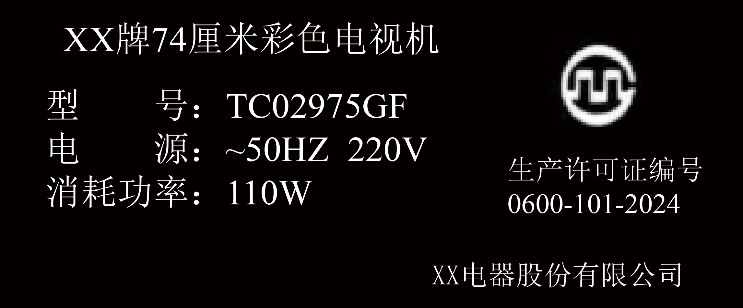 XX牌74厘米彩色电视机
型 号：TC02975GF
电 源：~50HZ 220V
消耗功率：110W
生产许可证编号
0600-101-2024
XX电器股份有限公司